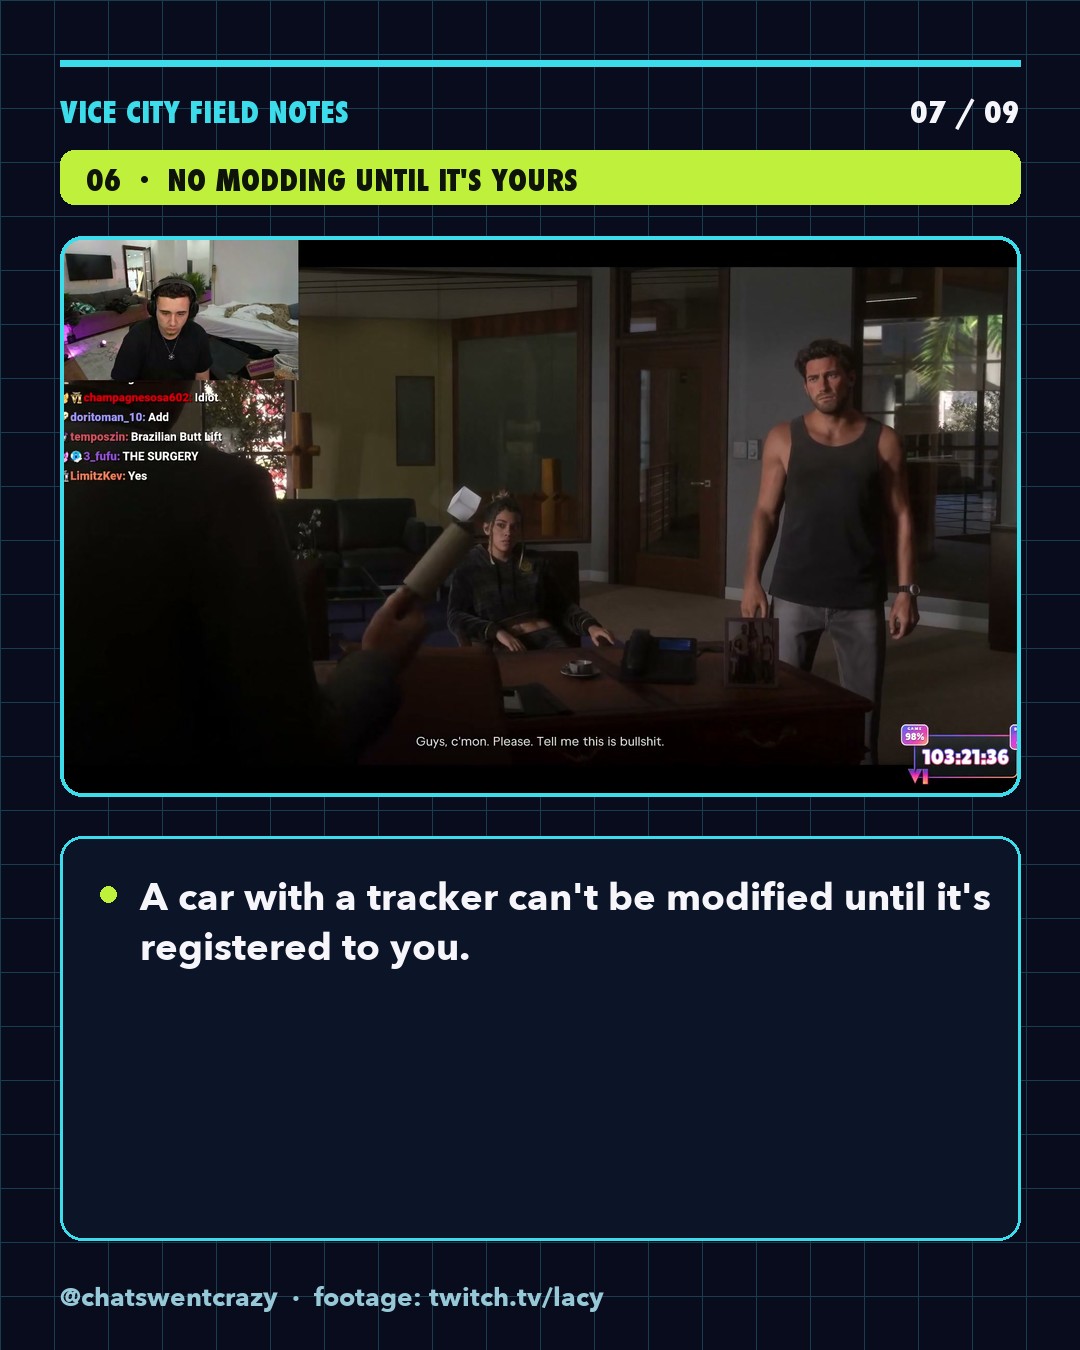 VICE CITY FIELD NOTES
07 / 09
06 · NO MODDING UNTIL IT'S YOURS
champagnesosa602: Idiot
doritoman_10: Add
temposzin: Brazilian Butt Lift
3_fufu: THE SURGERY
LimitzKev: Yes
Guys, c'mon. Please. Tell me this is bullshit.
GAME
98%
103:21:36
VI
A car with a tracker can't be modified until it's
registered to you.
@chatswentcrazy · footage: twitch.tv/lacy